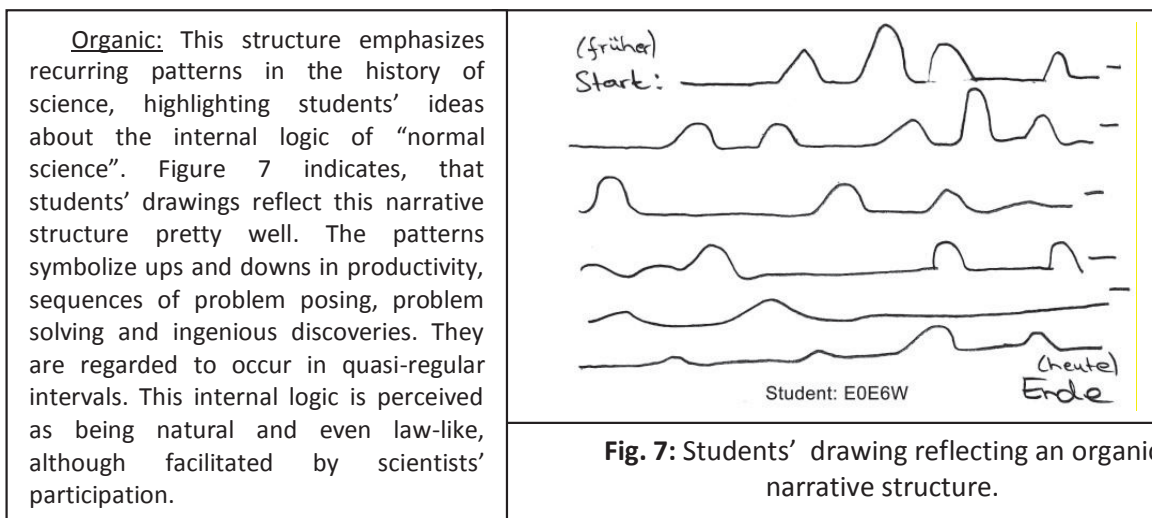 Organic: This structure emphasizes
recurring patterns in the history of
science, highlighting students’ ideas
about the internal logic of “normal
science”. Figure 7 indicates, that
students’ drawings reflect this narrative
structure pretty well. The patterns
symbolize ups and downs in productivity,
sequences of problem posing, problem
solving and ingenious discoveries. They
are regarded to occur in quasi-regular
intervals. This internal logic is perceived
as being natural and even law-like,
although facilitated by scientists’
participation.
(früher)
Start:
(heute)
Ende
Student: E0E6W
Fig. 7: Students’ drawing reflecting an organic
narrative structure.